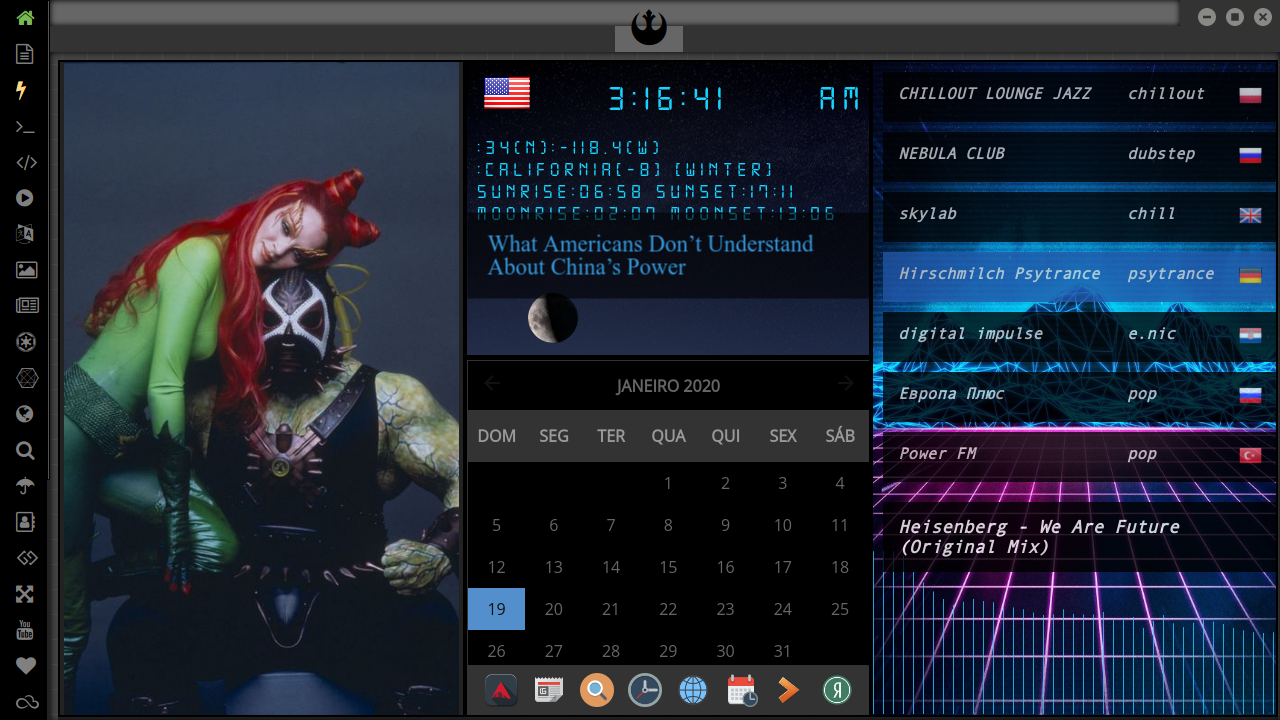 3:16:41 AM
:34(N):-118.4(W)
:CALIFORNIA(-8) (WINTER)
SUNRISE:06:58 SUNSET:17:11
MOONRISE:02:07 MOONSET:13:06
What Americans Don’t Understand
About China’s Power
JANEIRO 2020
DOM SEG TER QUA QUI SEX SÁB
1 2 3 4
5 6 7 8 9 10 11
12 13 14 15 16 17 18
19 20 21 22 23 24 25
26 27 28 29 30 31
CHILLOUT LOUNGE JAZZ chillout
NEBULA CLUB dubstep
skylab chill
Hirschmilch Psytrance psytrance
digital impulse e.nic
Европа Плюс pop
Power FM pop
Heisenberg - We Are Future
(Original Mix)
You
Tube
Я